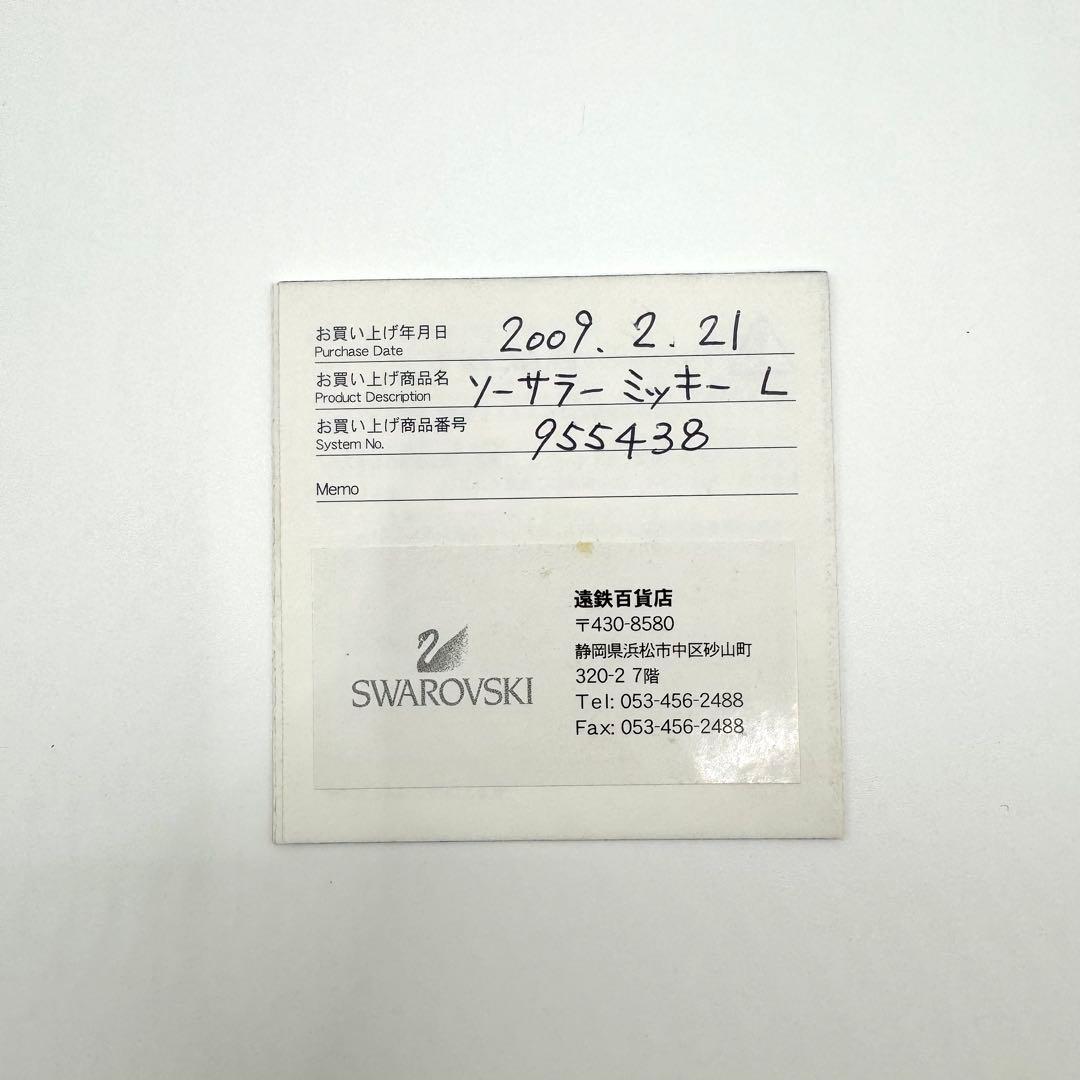 お買い上げ年月日 2009. 2. 21
Purchase Date
お買い上げ商品名 ソーサラー ミッキー L
Product Description
お買い上げ商品番号 955438
System No.
Memo
SWAROVSKI
遠鉄百貨店
〒430-8580
静岡県浜松市中区砂山町
320-2 7階
Tel: 053-456-2488
Fax: 053-456-2488